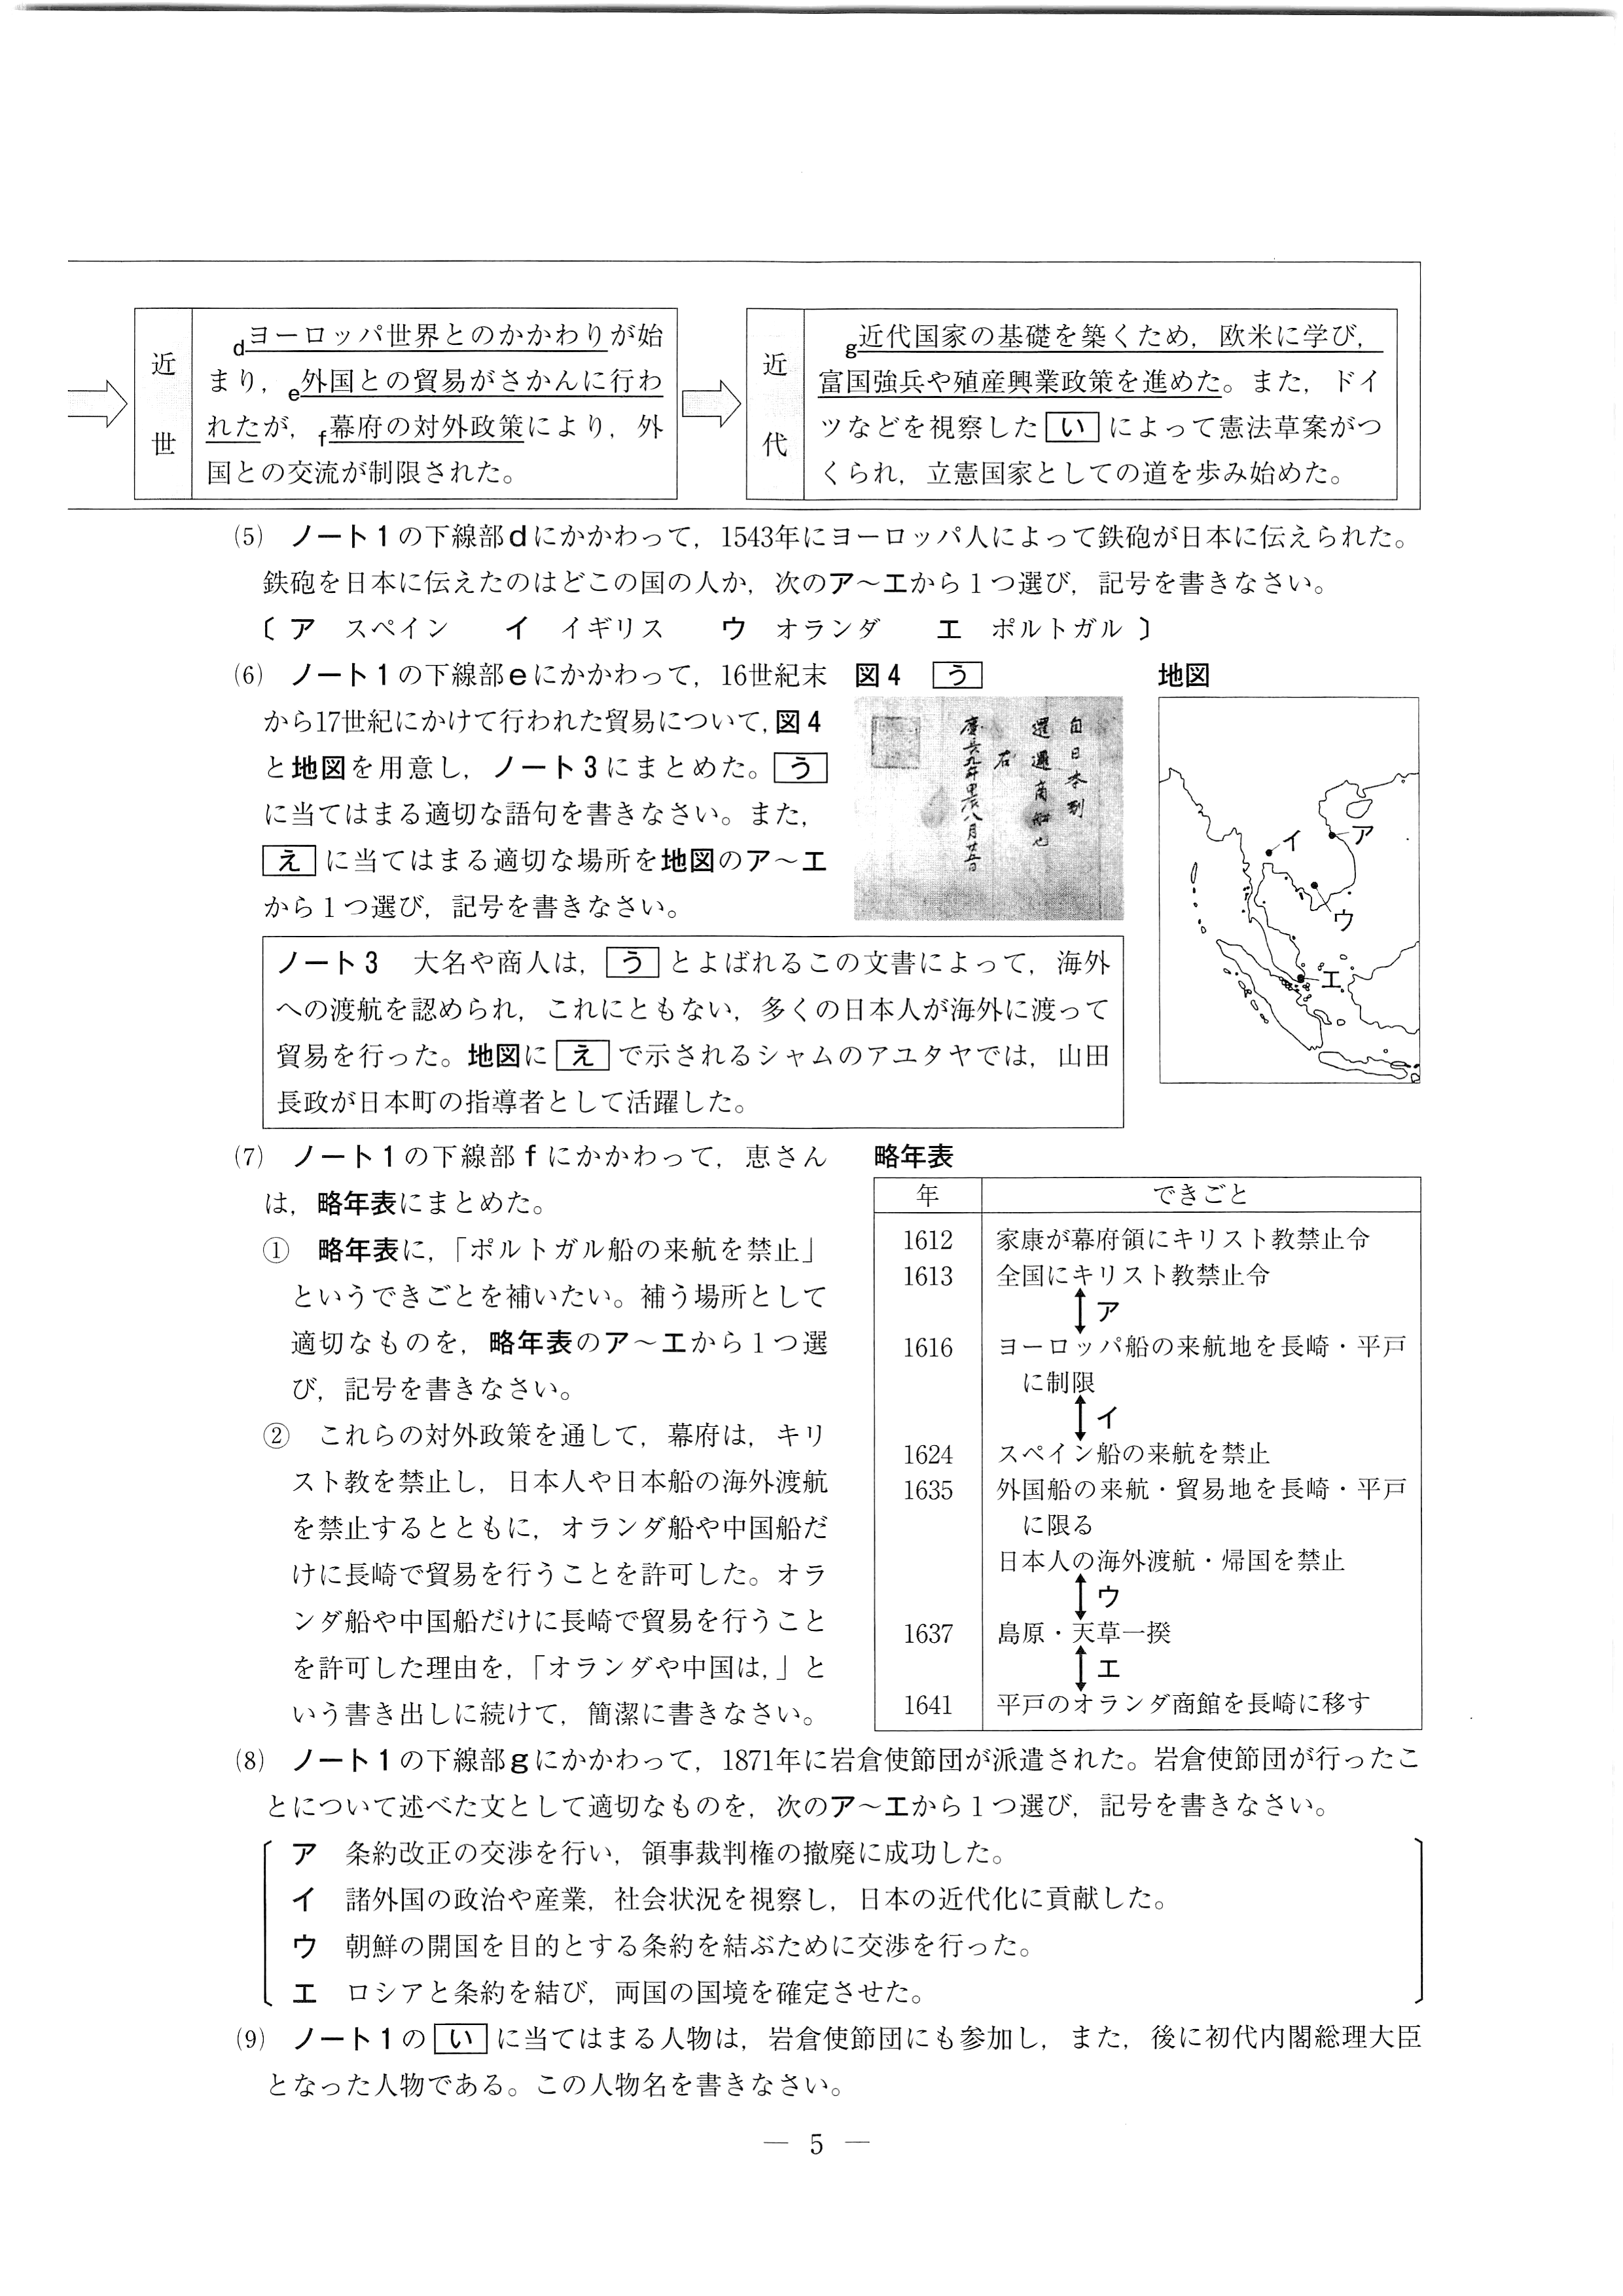 近世
dヨーロッパ世界とのかかわりが始
まり，e外国との貿易がさかんに行わ
れたが，f幕府の対外政策により，外
国との交流が制限された。
近代
g近代国家の基礎を築くため，欧米に学び，
富国強兵や殖産興業政策を進めた。また，ドイ
ツなどを視察した い によって憲法草案がつ
くられ，立憲国家としての道を歩み始めた。
(5) ノート1の下線部dにかかわって，1543年にヨーロッパ人によって鉄砲が日本に伝えられた。
鉄砲を日本に伝えたのはどこの国の人か，次のア～エから1つ選び，記号を書きなさい。
〔 ア スペイン イ イギリス ウ オランダ エ ポルトガル 〕
(6) ノート1の下線部eにかかわって，16世紀末
から17世紀にかけて行われた貿易について，図4
と地図を用意し，ノート3にまとめた。 う
に当てはまる適切な語句を書きなさい。また，
え に当てはまる適切な場所を地図のア～エ
から1つ選び，記号を書きなさい。
図4 う
自日本到
暹邏商船也
右
慶長九年甲辰八月廿六日
地図
ア
イ
ウ
エ
ノート3 大名や商人は， う とよばれるこの文書によって，海外
への渡航を認められ，これにともない，多くの日本人が海外に渡って
貿易を行った。地図に え で示されるシャムのアユタヤでは，山田
長政が日本町の指導者として活躍した。
(7) ノート1の下線部fにかかわって，恵さん
は，略年表にまとめた。
① 略年表に，「ポルトガル船の来航を禁止」
というできごとを補いたい。補う場所として
適切なものを，略年表のア～エから1つ選
び，記号を書きなさい。
② これらの対外政策を通して，幕府は，キリ
スト教を禁止し，日本人や日本船の海外渡航
を禁止するとともに，オランダ船や中国船だ
けに長崎で貿易を行うことを許可した。オラ
ンダ船や中国船だけに長崎で貿易を行うこと
を許可した理由を，「オランダや中国は，」と
いう書き出しに続けて，簡潔に書きなさい。
略年表
年 できごと
1612 家康が幕府領にキリスト教禁止令
1613 全国にキリスト教禁止令
ア
1616 ヨーロッパ船の来航地を長崎・平戸
に制限
イ
1624 スペイン船の来航を禁止
1635 外国船の来航・貿易地を長崎・平戸
に限る
日本人の海外渡航・帰国を禁止
ウ
1637 島原・天草一揆
エ
1641 平戸のオランダ商館を長崎に移す
(8) ノート1の下線部gにかかわって，1871年に岩倉使節団が派遣された。岩倉使節団が行ったこ
とについて述べた文として適切なものを，次のア～エから1つ選び，記号を書きなさい。
ア 条約改正の交渉を行い，領事裁判権の撤廃に成功した。
イ 諸外国の政治や産業，社会状況を視察し，日本の近代化に貢献した。
ウ 朝鮮の開国を目的とする条約を結ぶために交渉を行った。
エ ロシアと条約を結び，両国の国境を確定させた。
(9) ノート1の い に当てはまる人物は，岩倉使節団にも参加し，また，後に初代内閣総理大臣
となった人物である。この人物名を書きなさい。
― 5 ―